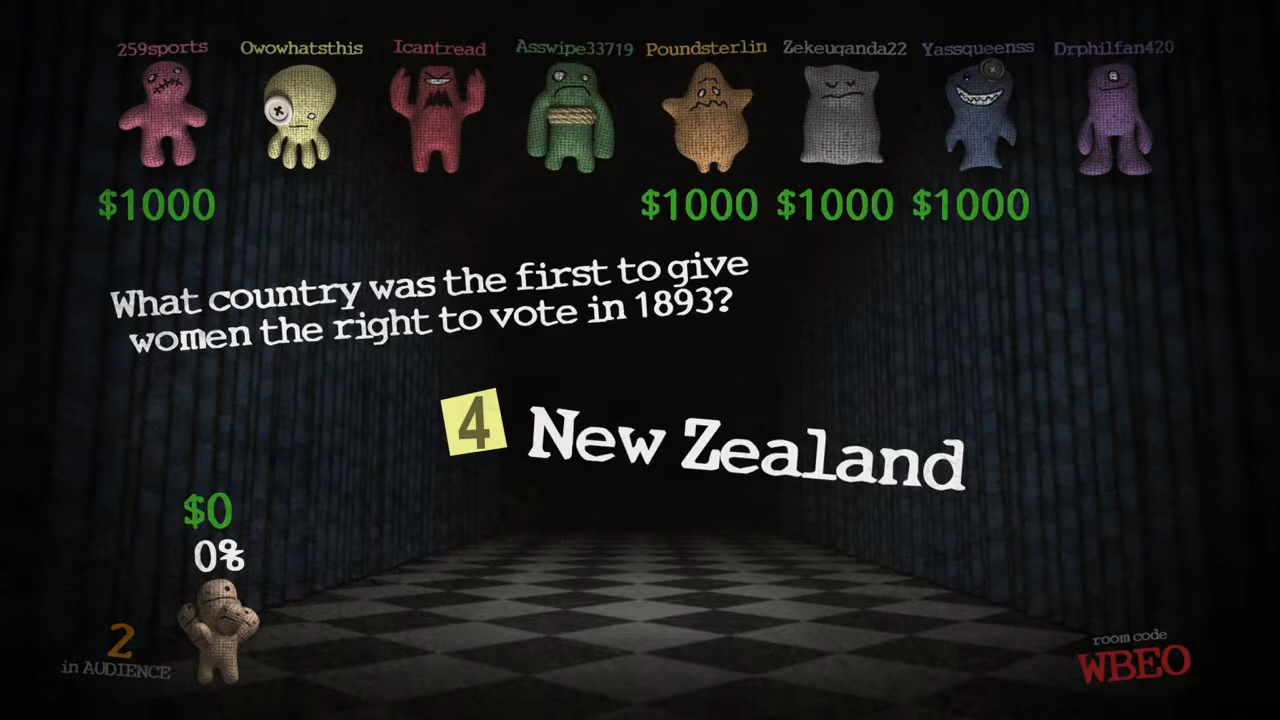 259sports Owowhatsthis Icantread Asswipe33719 Poundsterlin Zekeuganda22 Yassqueenss Drphilfan420
$1000 $1000 $1000 $1000
What country was the first to give
women the right to vote in 1893?
4 New Zealand
$0
0%
2
in AUDIENCE
room code
WBEO